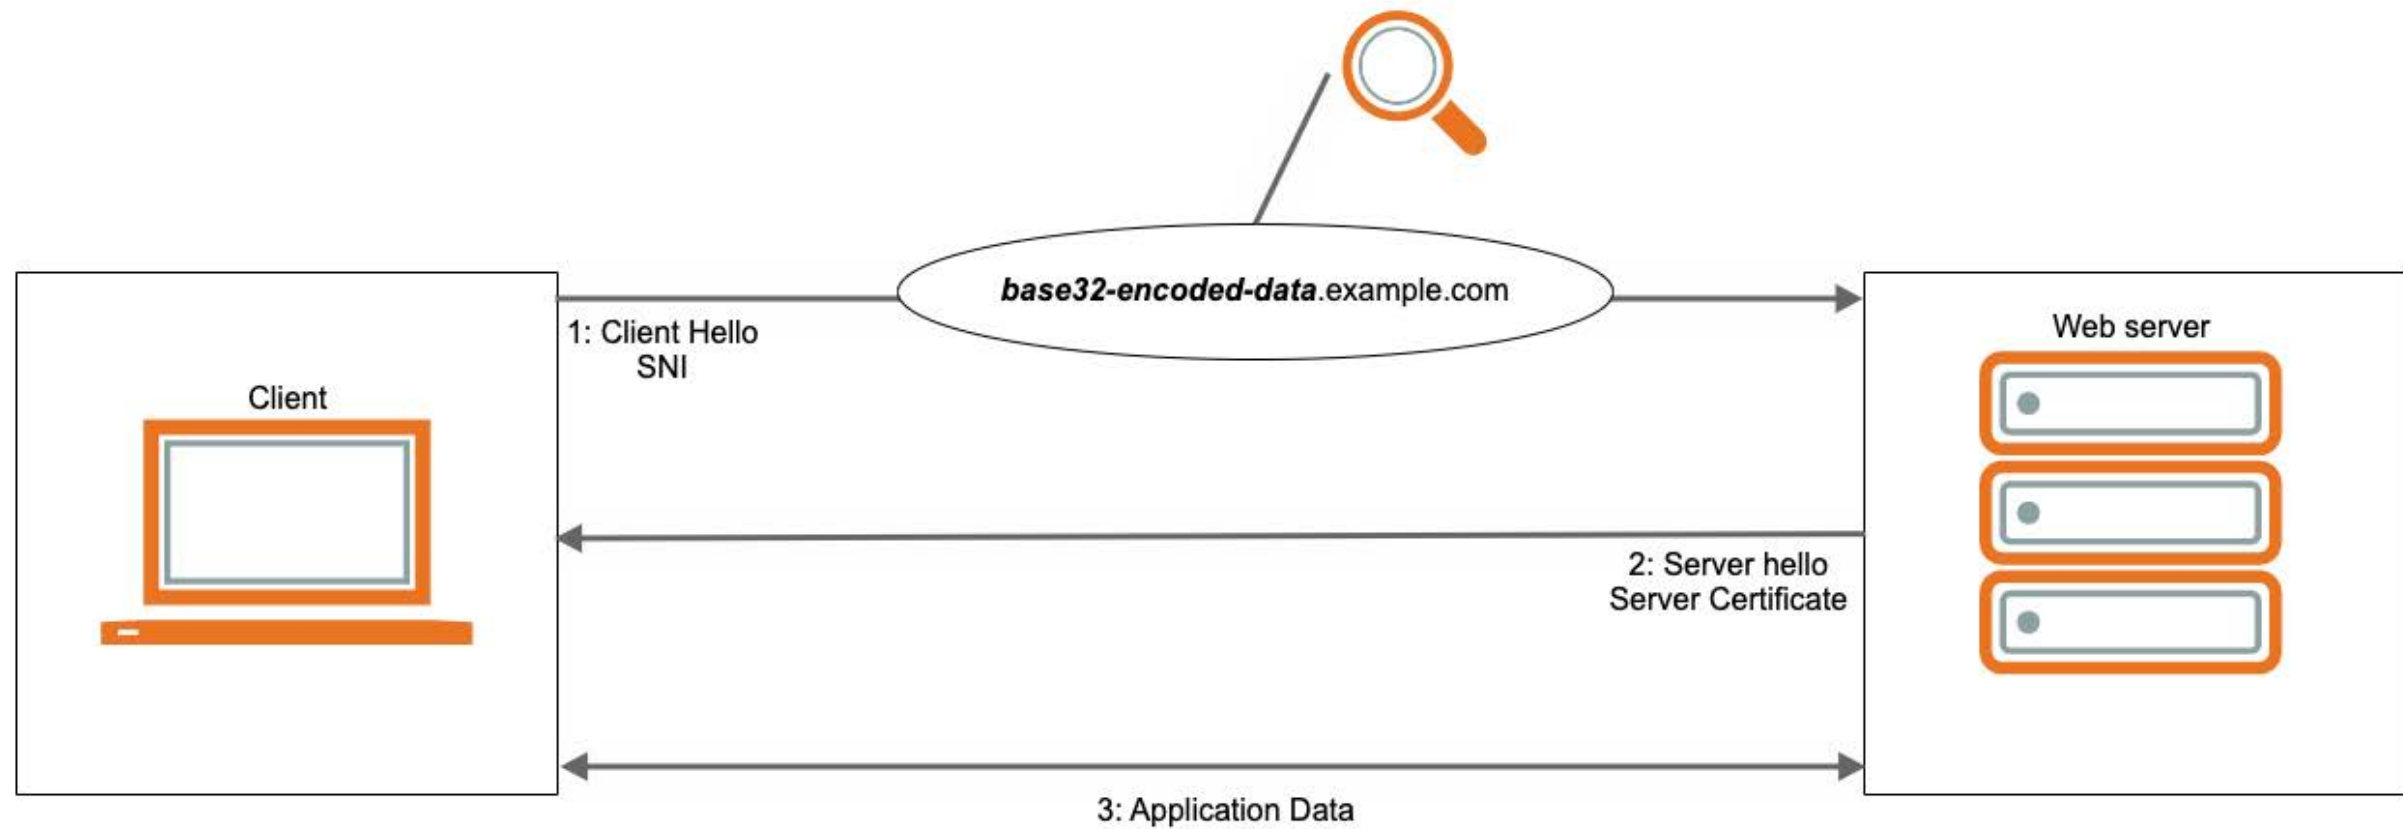 base32-encoded-data.example.com
1: Client Hello
SNI
Web server
Client
2: Server hello
Server Certificate
3: Application Data